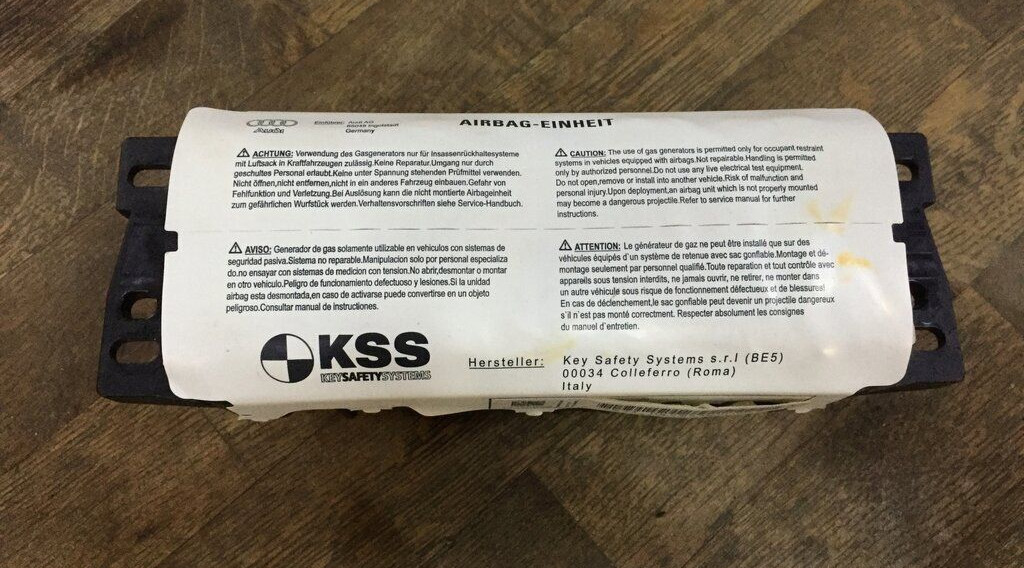 Audi
Einführer: Audi AG
85045 Ingolstadt
Germany
AIRBAG-EINHEIT
ACHTUNG: Verwendung des Gasgenerators nur für Insassenrückhaltesysteme
mit Luftsack in Kraftfahrzeugen zulässig.Keine Reparatur.Umgang nur durch
geschultes Personal erlaubt.Keine unter Spannung stehenden Prüfmittel verwenden.
Nicht öffnen,nicht entfernen,nicht in ein anderes Fahrzeug einbauen.Gefahr von
Fehlfunktion und Verletzung.Bei Auslösung kann die nicht montierte Airbageinheit
zum gefährlichen Wurfstück werden.Verhaltensvorschriften siehe Service-Handbuch.
CAUTION: The use of gas generators is permitted only for occupant restraint
systems in vehicles equipped with airbags.Not repairable.Handling is permitted
only by authorized personnel.Do not use any live electrical test equipment.
Do not open,remove or install into another vehicle.Risk of malfunction and
personal injury.Upon deployment,an airbag unit which is not properly mounted
may become a dangerous projectile.Refer to service manual for further
instructions.
AVISO: Generador de gas solamente utilizable en vehiculos con sistemas de
seguridad pasiva.Sistema no reparable.Manipulacion solo por personal especializa
do.no ensayar con sistemas de medicion con tension.No abrir,desmontar o montar
en otro vehiculo.Peligro de funcionamiento defectuoso y lesiones.Si la unidad
airbag esta desmontada,en caso de activarse puede convertirse en un objeto
peligroso.Consultar manual de instructiones.
ATTENTION: Le générateur de gaz ne peut être installé que sur des
véhicules équipés d`un système de retenue avec sac gonflable.Montage et dé-
montage seulement par personnel qualifié.Toute reparation et tout contrôle avec
appareils sous tension interdits, ne jamais ouvrir, ne retirer, ne monter dans
un autre véhicule sous risque de fonctionnement défectueux et de blessures!
En cas de déclenchement,le sac gonflable peut devenir un projectile dangereux
s`il n`est pas monté correctement. Respecter absolument les consignes
du manuel d`entretien.
KSS
KEYSAFETYSYSTEMS
Hersteller: Key Safety Systems s.r.l (BE5)
00034 Colleferro (Roma)
Italy